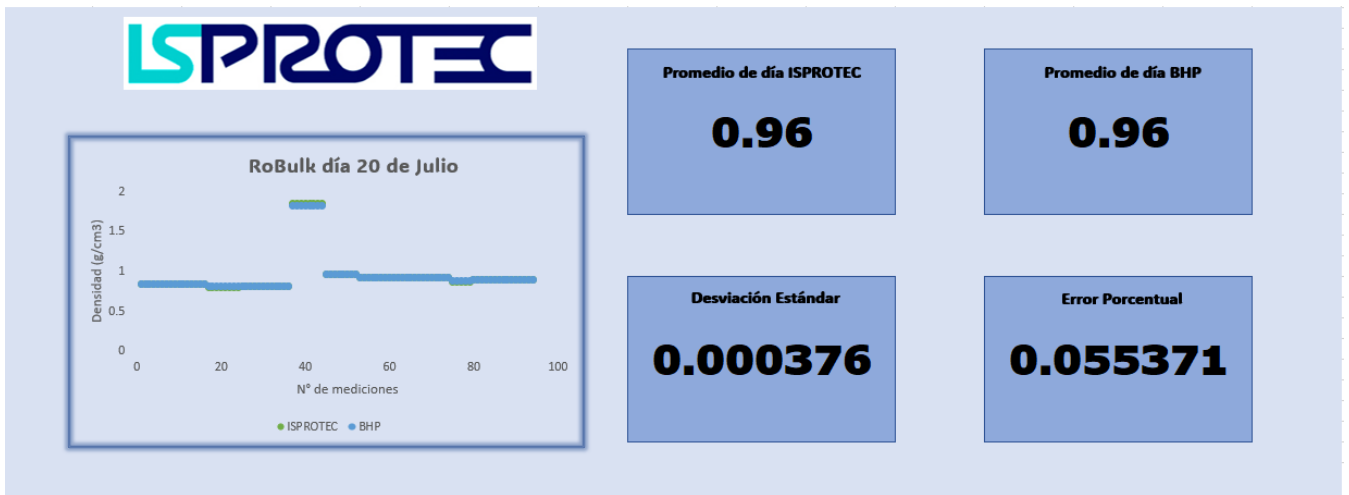 ISPROTEC
Promedio de día ISPROTEC
0.96
Promedio de día BHP
0.96
RoBulk día 20 de Julio
Densidad (g/cm3)
2
1.5
1
0.5
0
0 20 40 60 80 100
N° de mediciones
ISPROTEC BHP
Desviación Estándar
0.000376
Error Porcentual
0.055371